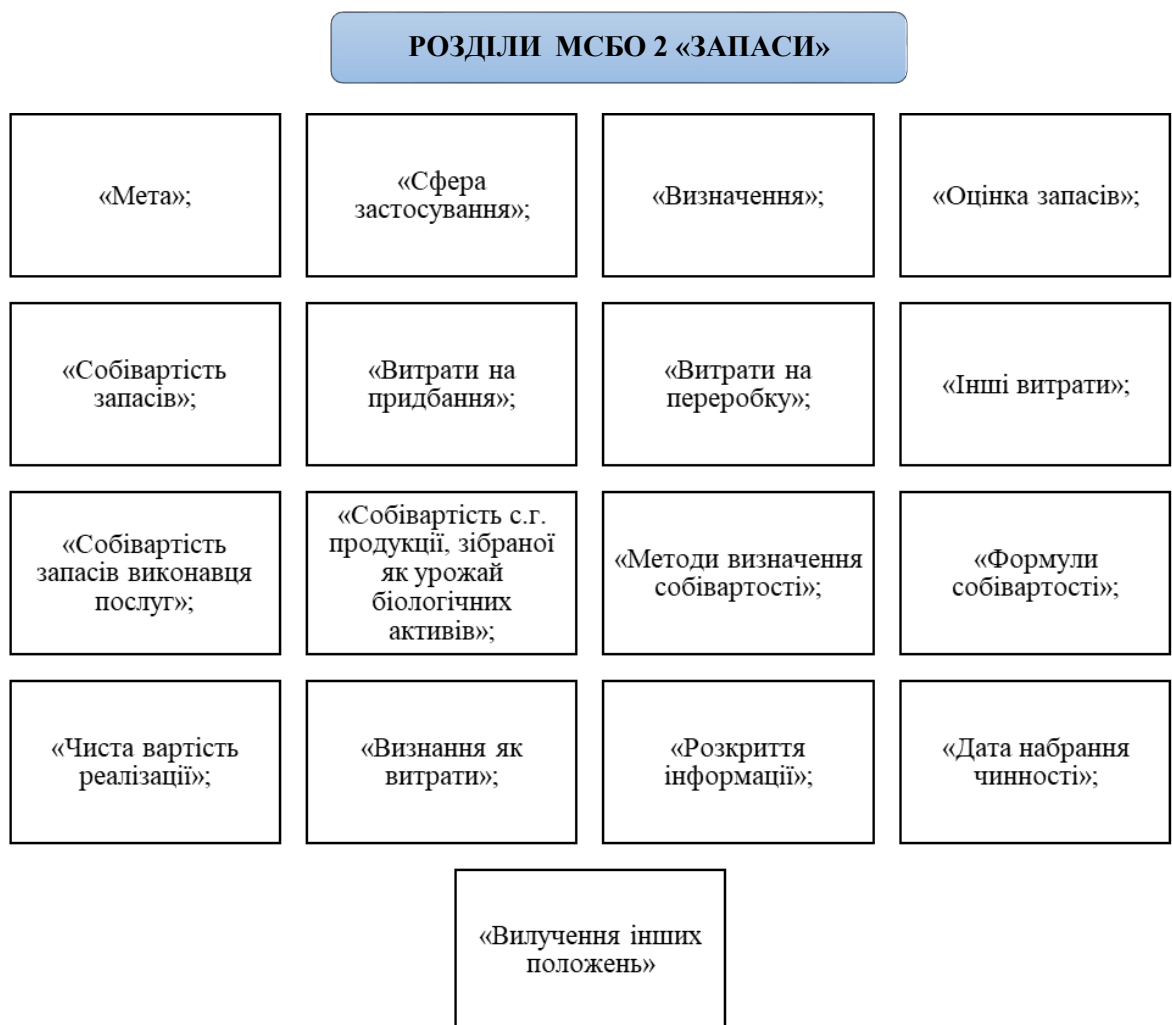 РОЗДІЛИ МСБО 2 «ЗАПАСИ»
«Мета»;
«Сфера
застосування»;
«Визначення»;
«Оцінка запасів»;
«Собівартість
запасів»;
«Витрати на
придбання»;
«Витрати на
переробку»;
«Інші витрати»;
«Собівартість
запасів виконавця
послуг»;
«Собівартість с.г.
продукції, зібраної
як урожай
біологічних
активів»;
«Методи визначення
собівартості»;
«Формули
собівартості»;
«Чиста вартість
реалізації»;
«Визнання як
витрати»;
«Розкриття
інформації»;
«Дата набрання
чинності»;
«Вилучення інших
положень»